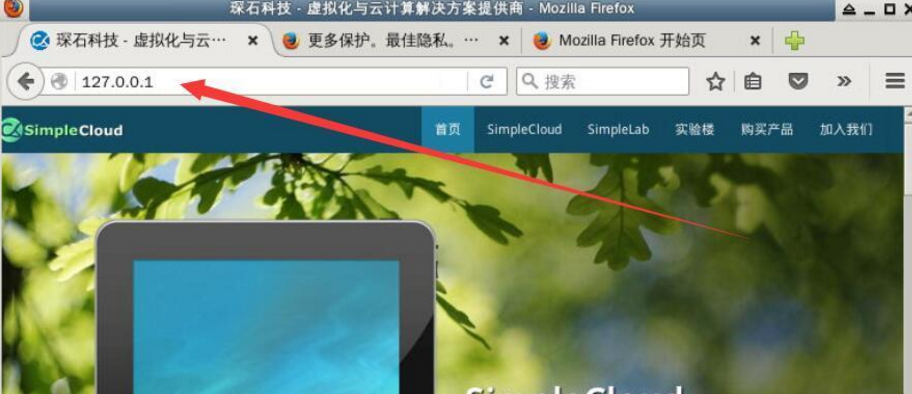 琛石科技 - 虚拟化与云计算解决方案提供商 - Mozilla Firefox
琛石科技 - 虚拟化与云… 更多保护。最佳隐私。… Mozilla Firefox 开始页
127.0.0.1 搜索
SimpleCloud 首页 SimpleCloud SimpleLab 实验楼 购买产品 加入我们
SimpleCloud